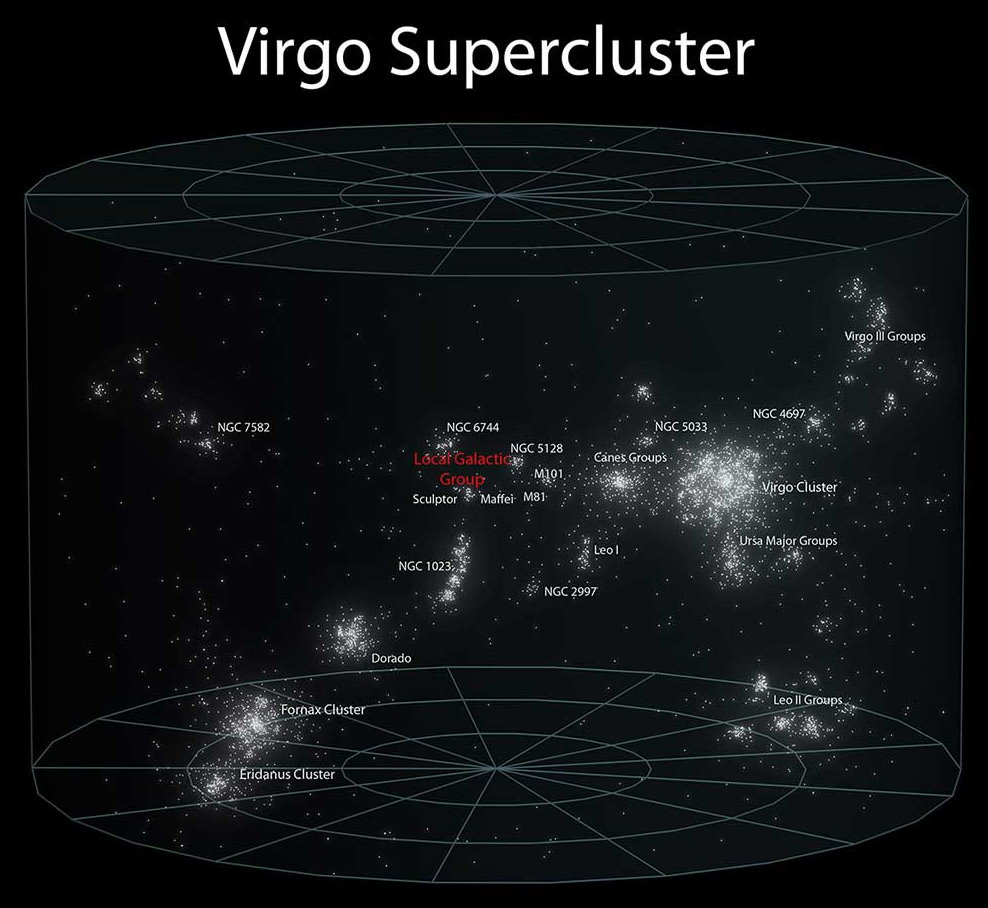 Virgo Supercluster
Virgo III Groups
NGC 7582
NGC 6744
NGC 4697
NGC 5033
NGC 5128
Canes Groups
Local Galactic
Group
M101
Virgo Cluster
Sculptor
Maffei
M81
Ursa Major Groups
Leo I
NGC 1023
NGC 2997
Dorado
Leo II Groups
Fornax Cluster
Eridanus Cluster